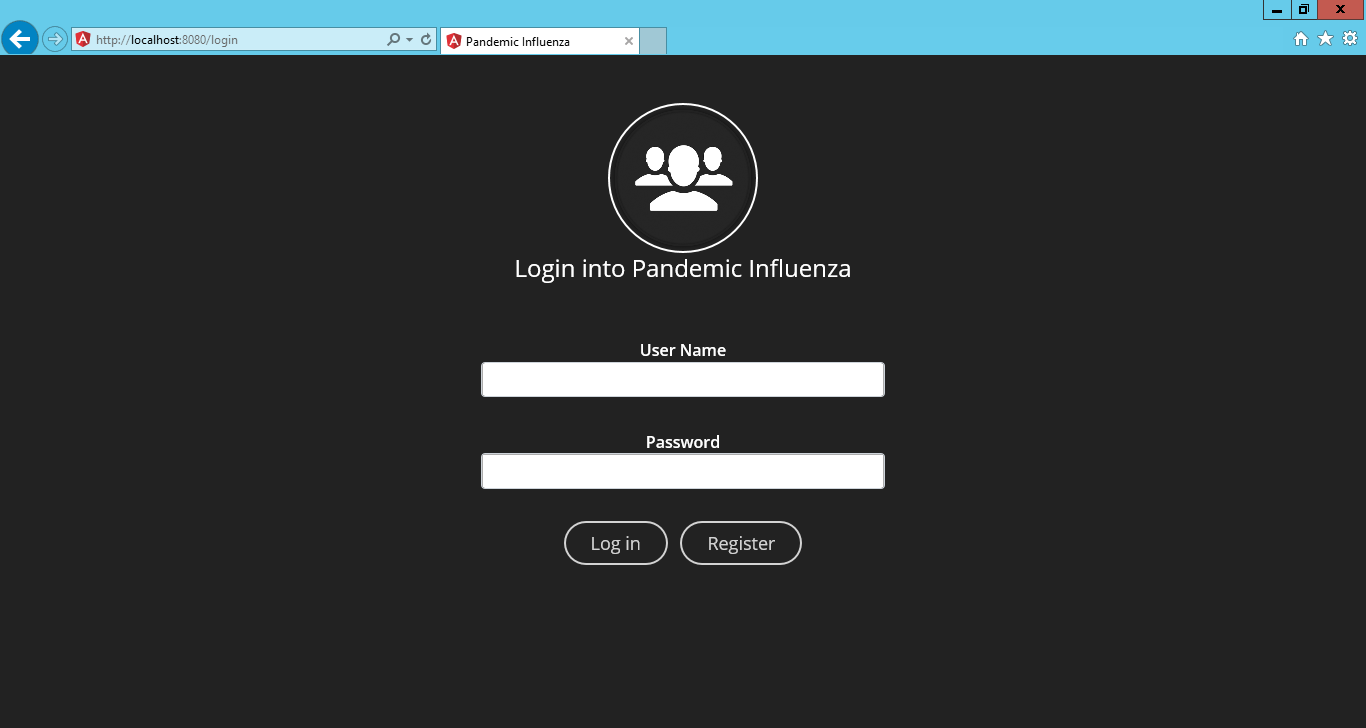 http://localhost:8080/login
Pandemic Influenza
Login into Pandemic Influenza
User Name
Password
Log in
Register